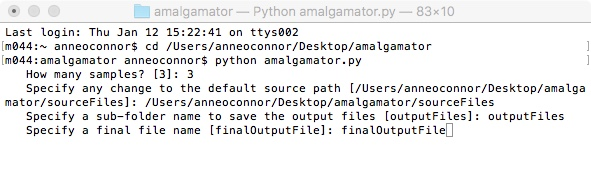 amalgamator — Python amalgamator.py — 83×10
Last login: Thu Jan 12 15:22:41 on ttys002
[m044:~ anneoconnor$ cd /Users/anneoconnor/Desktop/amalgamator ]
[m044:amalgamator anneoconnor$ python amalgamator.py ]
How many samples? [3]: 3
Specify any change to the default source path [/Users/anneoconnor/Desktop/amalga
mator/sourceFiles]: /Users/anneoconnor/Desktop/amalgamator/sourceFiles
Specify a sub-folder name to save the output files [outputFiles]: outputFiles
Specify a final file name [finalOutputFile]: finalOutputFile